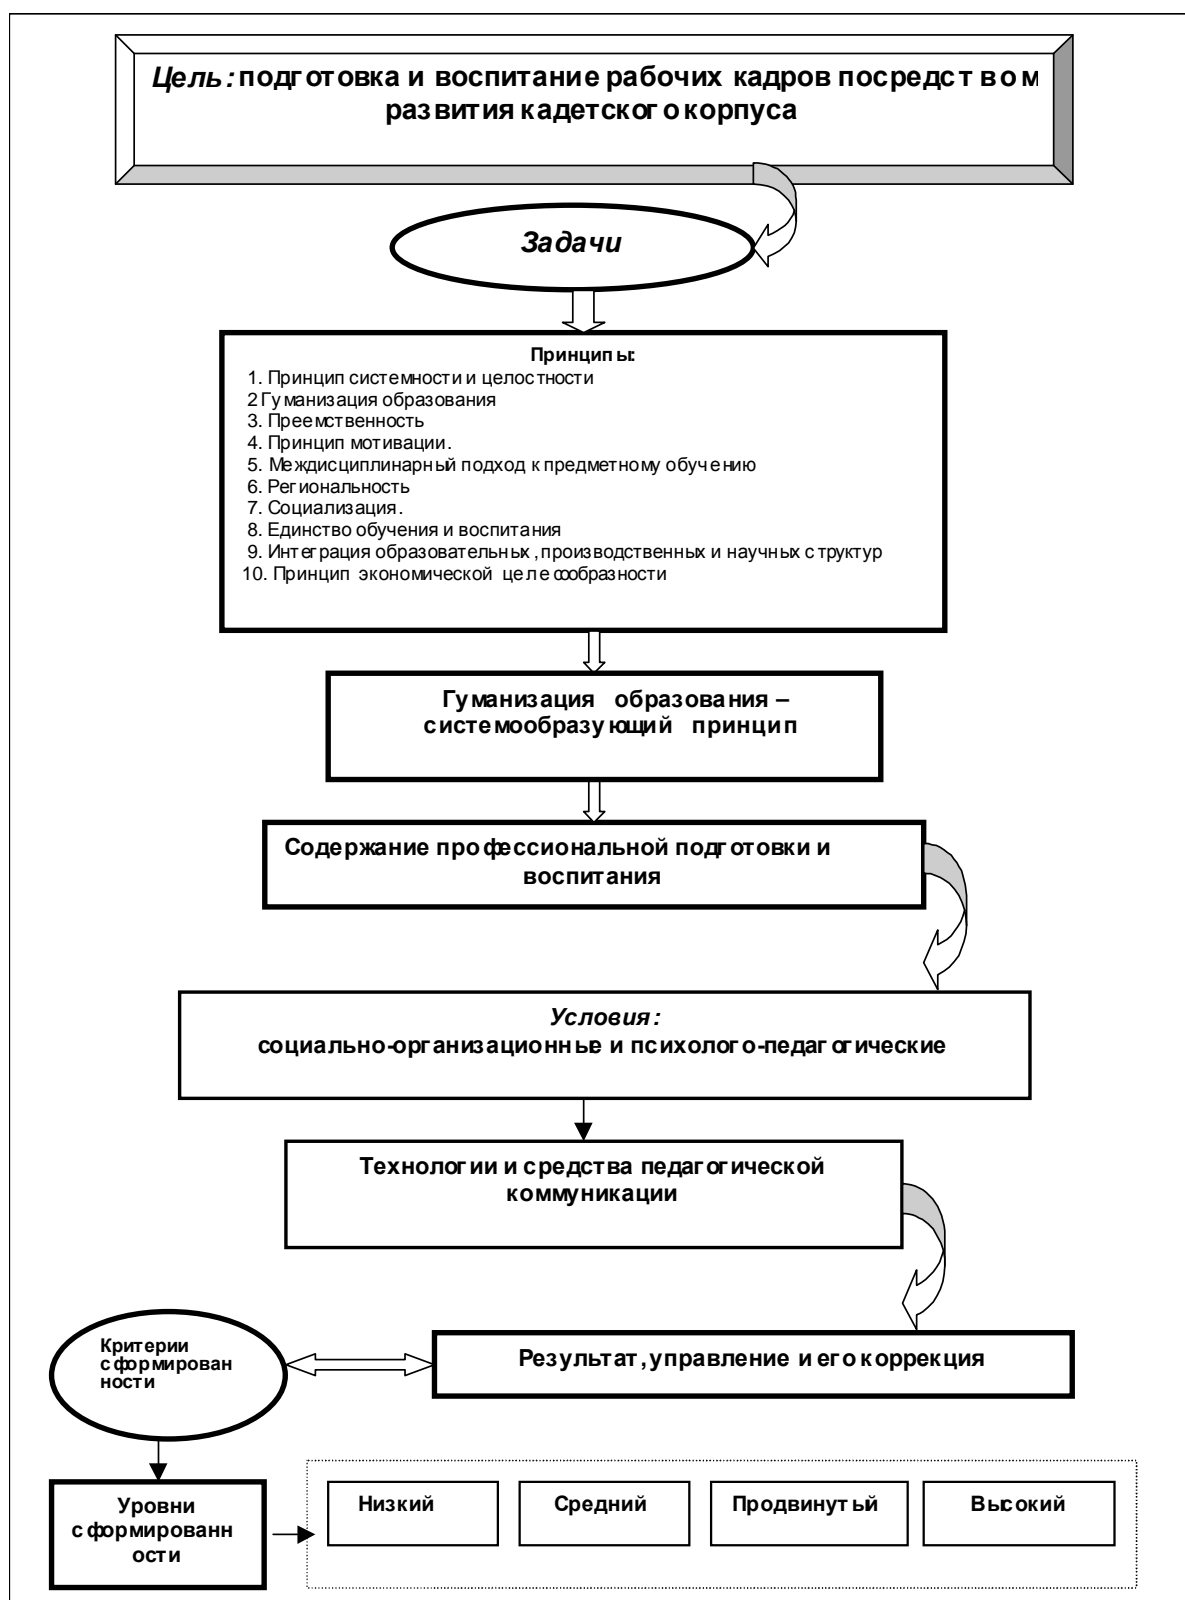 Цель: подготовка и воспитание рабочих кадров посредством
развития кадетского корпуса
Задачи
Принципы:
1. Принцип системности и целостности
2 Гуманизация образования
3. Преемственность
4. Принцип мотивации.
5. Междисциплинарный подход к предметному обучению
6. Региональность
7. Социализация.
8. Единство обучения и воспитания
9. Интеграция образовательных, производственных и научных структур
10. Принцип экономической целесообразности
Гуманизация образования –
системообразующий принцип
Содержание профессиональной подготовки и
воспитания
Условия:
социально-организационные и психолого-педагогические
Технологии и средства педагогической
коммуникации
Результат, управление и его коррекция
Критерии
сформирован
ности
Уровни
сформированн
ости
Низкий
Средний
Продвинутый
Высокий